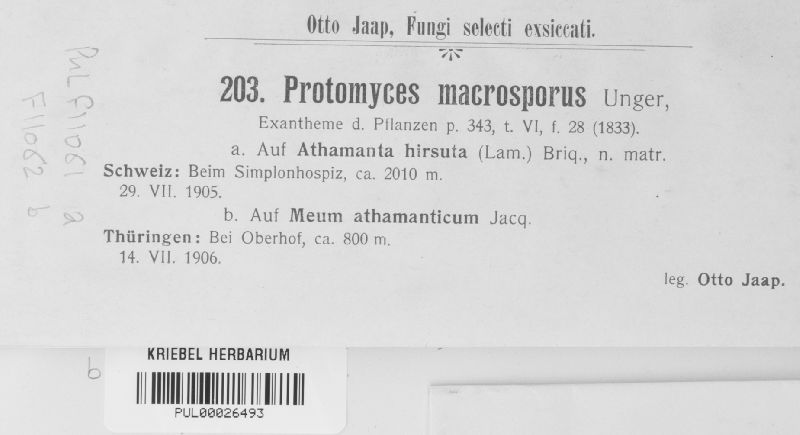 Otto Jaap, Fungi selecti exsiccati.
203. Protomyces macrosporus Unger,
Exantheme d. Pflanzen p. 343, t. VI, f. 28 (1833).
a. Auf Athamanta hirsuta (Lam.) Briq., n. matr.
Schweiz: Beim Simplonhospiz, ca. 2010 m.
29. VII. 1905.
b. Auf Meum athamanticum Jacq.
Thüringen: Bei Oberhof, ca. 800 m.
14. VII. 1906.
leg. Otto Jaap.
PUL F11061 a
F11062 b
b
KRIEBEL HERBARIUM
PUL00026493